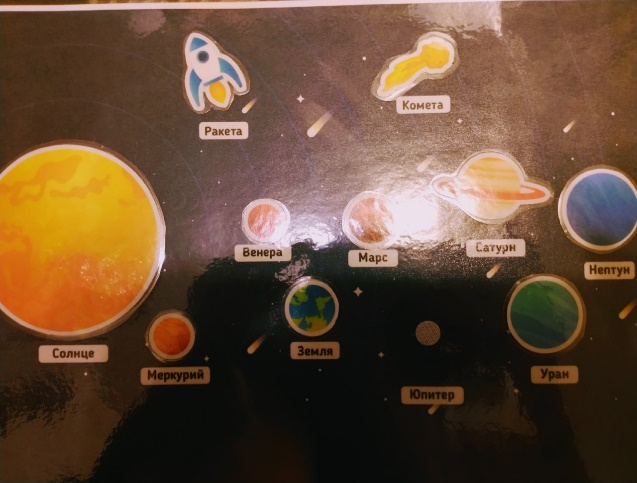 Ракета
Комета
Венера
Марс
Сатурн
Нептун
Солнце
Меркурий
Земля
Юпитер
Уран